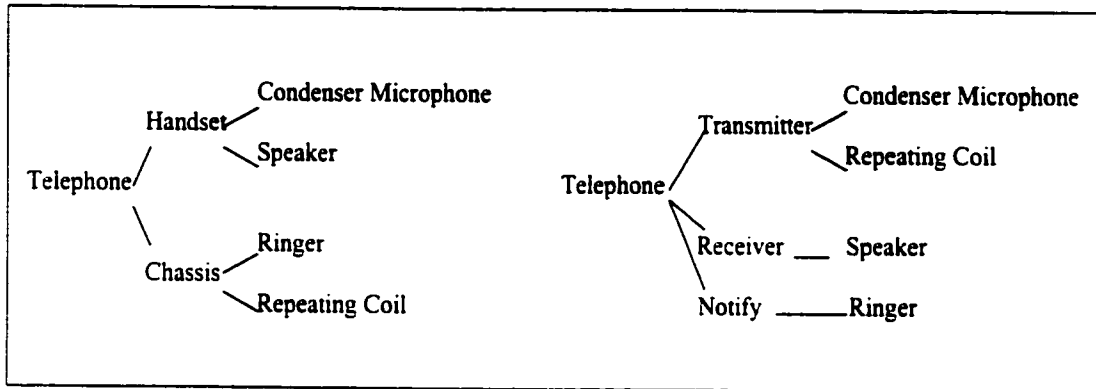 Condenser Microphone
Handset
Speaker
Telephone
Ringer
Chassis
Repeating Coil
Condenser Microphone
Transmitter
Repeating Coil
Telephone
Receiver
Speaker
Notify
Ringer